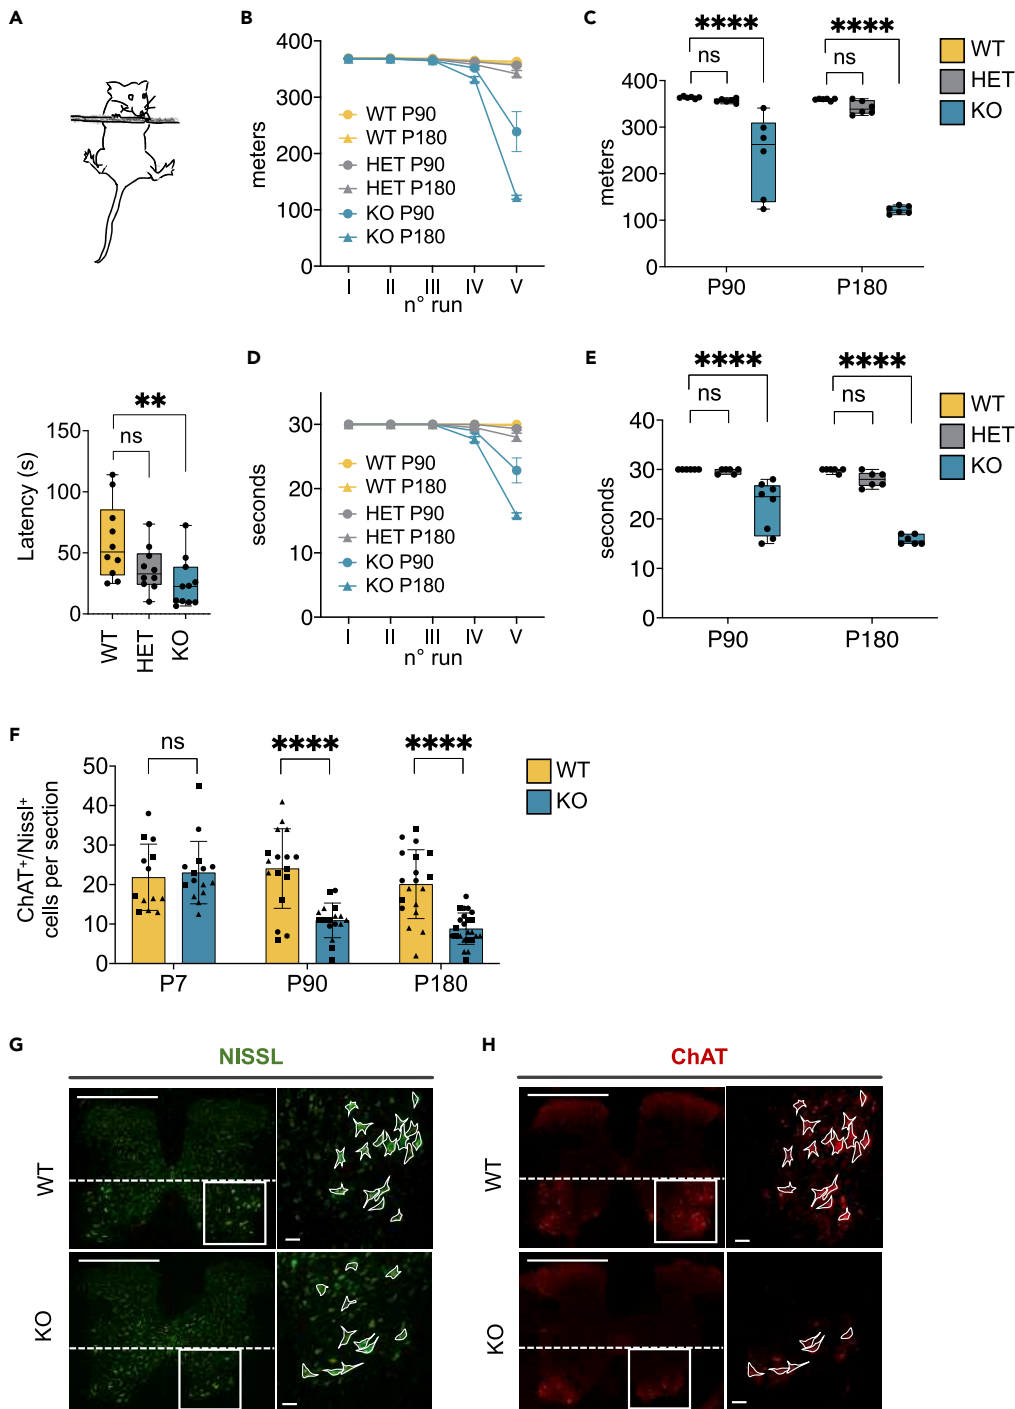 A
Latency (s)
150
100
50
0
**
ns
WT
HET
KO
B
meters
400
300
200
100
0
WT P90
WT P180
HET P90
HET P180
KO P90
KO P180
I II III IV V
n° run
C
meters
400
300
200
100
0
**** ****
ns ns
P90 P180
WT
HET
KO
D
seconds
30
20
10
0
WT P90
WT P180
HET P90
HET P180
KO P90
KO P180
I II III IV V
n° run
E
seconds
40
30
20
10
0
**** ****
ns ns
P90 P180
WT
HET
KO
F
ChAT⁺/Nissl⁺
cells per section
50
40
30
20
10
0
ns **** ****
P7 P90 P180
WT
KO
G
NISSL
WT
KO
H
ChAT
WT
KO